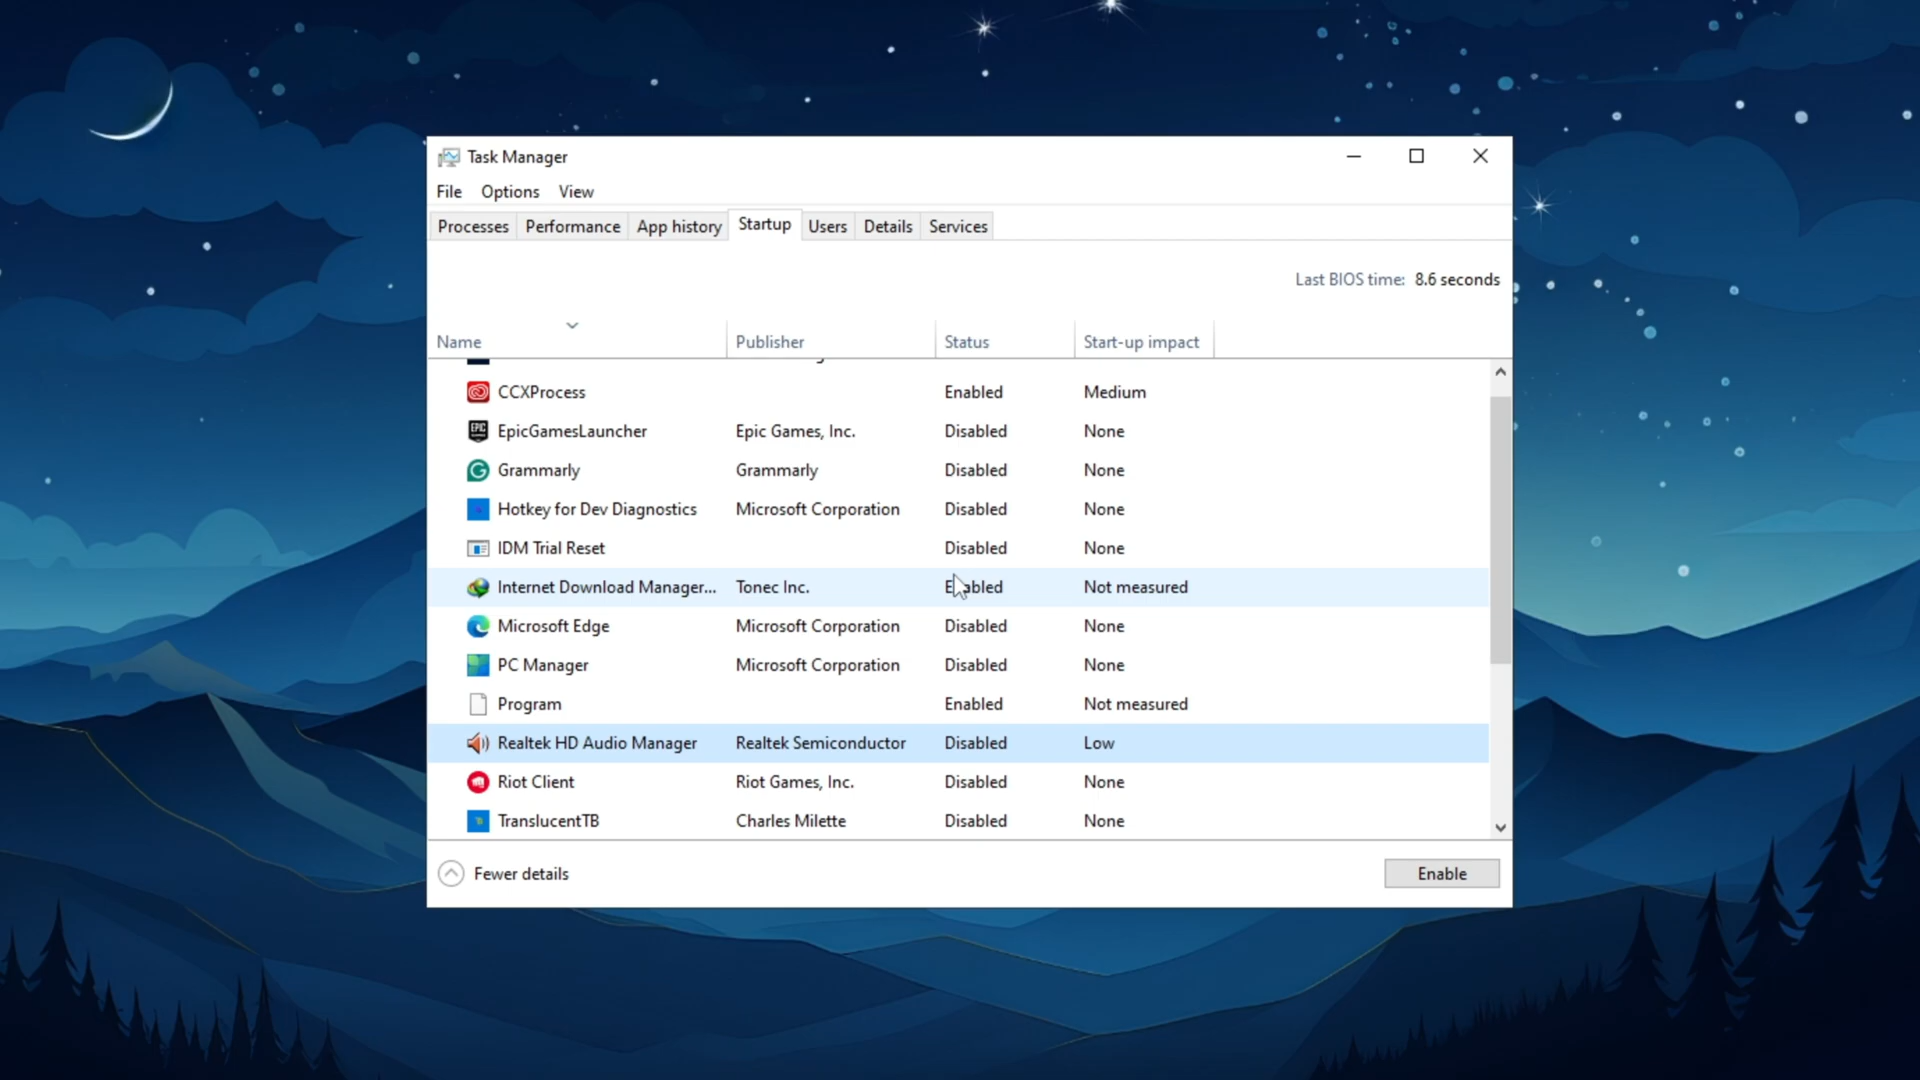 Task Manager
File Options View
Processes Performance App history Startup Users Details Services
Last BIOS time: 8.6 seconds
Name Publisher Status Start-up impact
CCXProcess Enabled Medium
EPIC EpicGamesLauncher Epic Games, Inc. Disabled None
Grammarly Grammarly Disabled None
Hotkey for Dev Diagnostics Microsoft Corporation Disabled None
IDM Trial Reset Disabled None
Internet Download Manager... Tonec Inc. Enabled Not measured
Microsoft Edge Microsoft Corporation Disabled None
PC Manager Microsoft Corporation Disabled None
Program Enabled Not measured
Realtek HD Audio Manager Realtek Semiconductor Disabled Low
Riot Client Riot Games, Inc. Disabled None
TranslucentTB Charles Milette Disabled None
Fewer details Enable